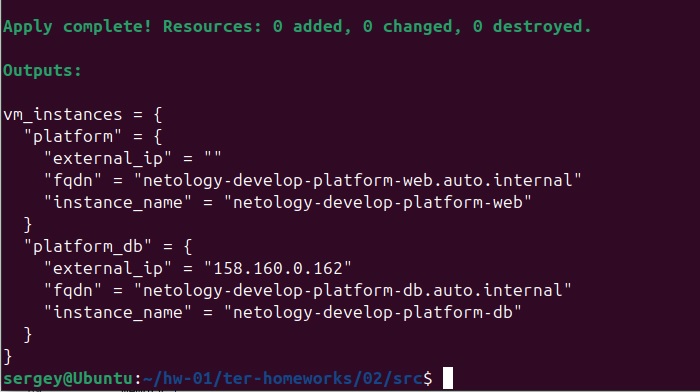 Apply complete! Resources: 0 added, 0 changed, 0 destroyed.
Outputs:
vm_instances = {
  "platform" = {
    "external_ip" = ""
    "fqdn" = "netology-develop-platform-web.auto.internal"
    "instance_name" = "netology-develop-platform-web"
  }
  "platform_db" = {
    "external_ip" = "158.160.0.162"
    "fqdn" = "netology-develop-platform-db.auto.internal"
    "instance_name" = "netology-develop-platform-db"
  }
}
sergey@Ubuntu:~/hw-01/ter-homeworks/02/src$